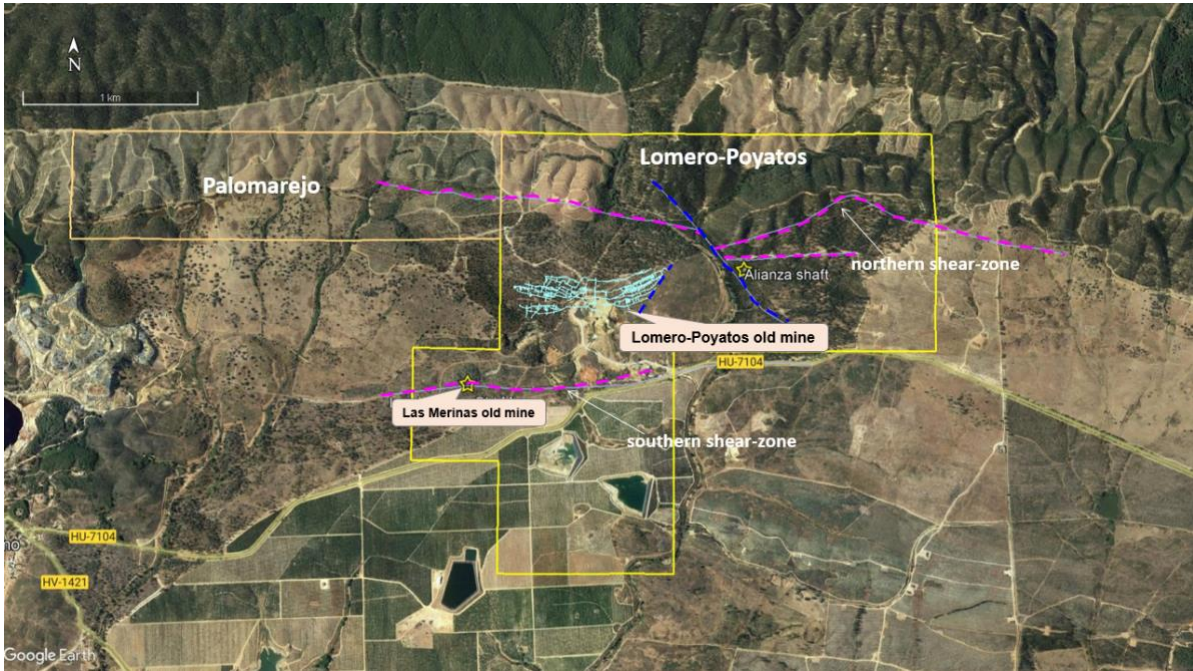 N
1 km
Lomero-Poyatos
Palomarejo
northern shear-zone
Alianza shaft
Lomero-Poyatos old mine
HU-7104
Las Merinas old mine
southern shear-zone
HU-7104
HV-1421
Google Earth